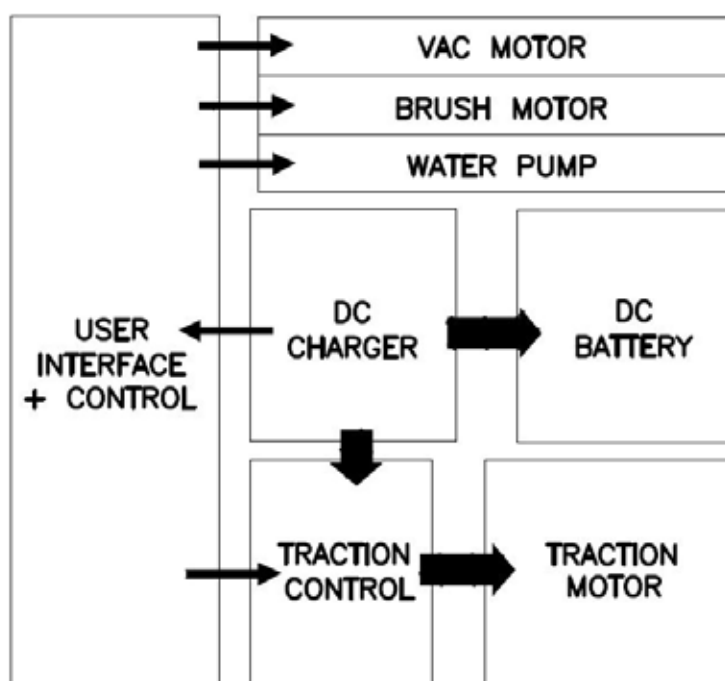 VAC MOTOR
BRUSH MOTOR
WATER PUMP
USER
INTERFACE
+ CONTROL
DC
CHARGER
DC
BATTERY
TRACTION
CONTROL
TRACTION
MOTOR